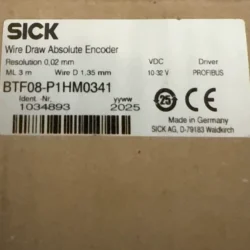 SICK
Wire Draw Absolute Encoder
Resolution 0,02 mm VDC Driver
ML 3 m Wire D 1,35 mm 10-32 V PROFIBUS
BTF08-P1HM0341
Ident.-Nr. yyww
1034893 2025
25
Made in Germany
SICK AG, D-79183 Waldkirch